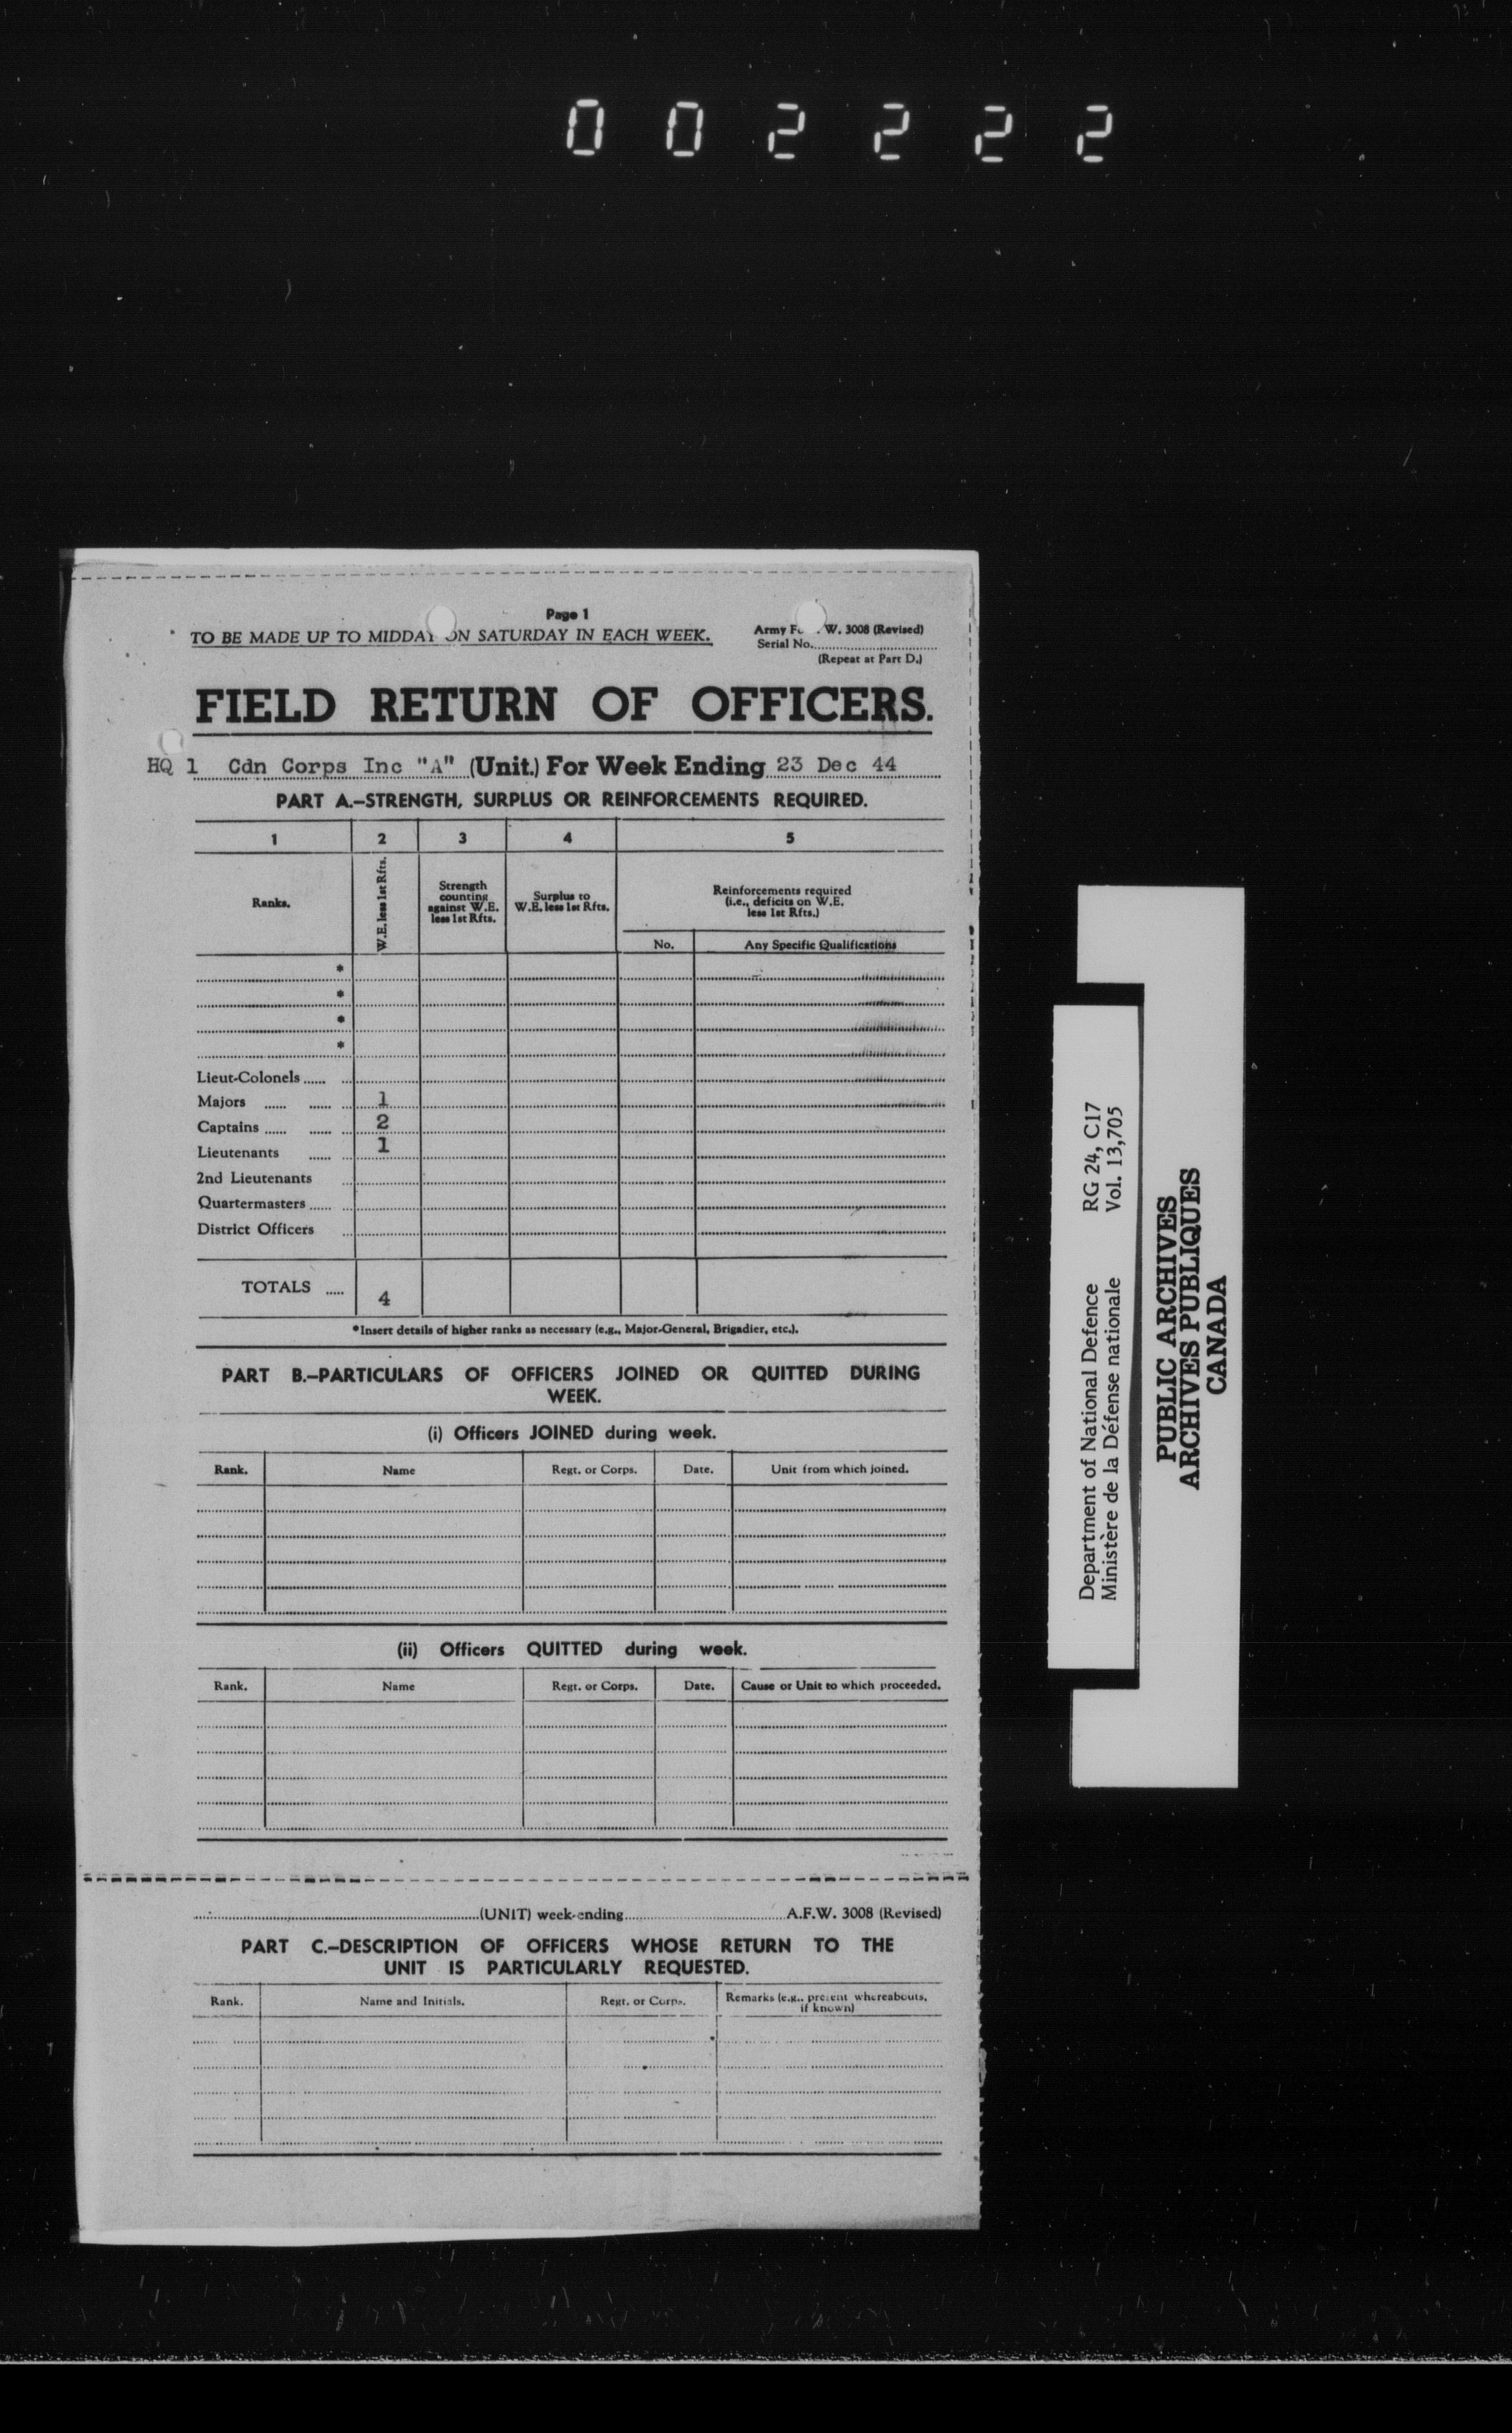 002222
Page 1
TO BE MADE UP TO MIDDAY ON SATURDAY IN EACH WEEK.
Army Fo W. 3008 (Revised)
Serial No.
(Repeat at Part D.)
FIELD RETURN OF OFFICERS.
HQ 1 Cdn Corps Inc "A" (Unit.) For Week Ending 23 Dec 44
PART A.—STRENGTH, SURPLUS OR REINFORCEMENTS REQUIRED.
1 2 3 4 5
Ranks.
W.E. less 1st Rfts.
Strength
counting
against W.E.
less 1st Rfts.
Surplus to
W.E. less 1st Rfts.
Reinforcements required
(i.e., deficits on W.E.
less 1st Rfts.)
No. Any Specific Qualifications
*
*
*
*
Lieut-Colonels
Majors 1
Captains 2
Lieutenants 1
2nd Lieutenants
Quartermasters
District Officers
TOTALS 4
*Insert details of higher ranks as necessary (e.g., Major-General, Brigadier, etc.).
PART B.—PARTICULARS OF OFFICERS JOINED OR QUITTED DURING
WEEK.
(i) Officers JOINED during week.
Rank. Name Regt. or Corps. Date. Unit from which joined.
(ii) Officers QUITTED during week.
Rank. Name Regt. or Corps. Date. Cause or Unit to which proceeded.
(UNIT) week-ending A.F.W. 3008 (Revised)
PART C.—DESCRIPTION OF OFFICERS WHOSE RETURN TO THE
UNIT IS PARTICULARLY REQUESTED.
Rank. Name and Initials. Regt. or Corps. Remarks (e.g., present whereabouts,
if known)
Department of National Defence RG 24, C17
Ministère de la Défense nationale Vol. 13,705
PUBLIC ARCHIVES
ARCHIVES PUBLIQUES
CANADA